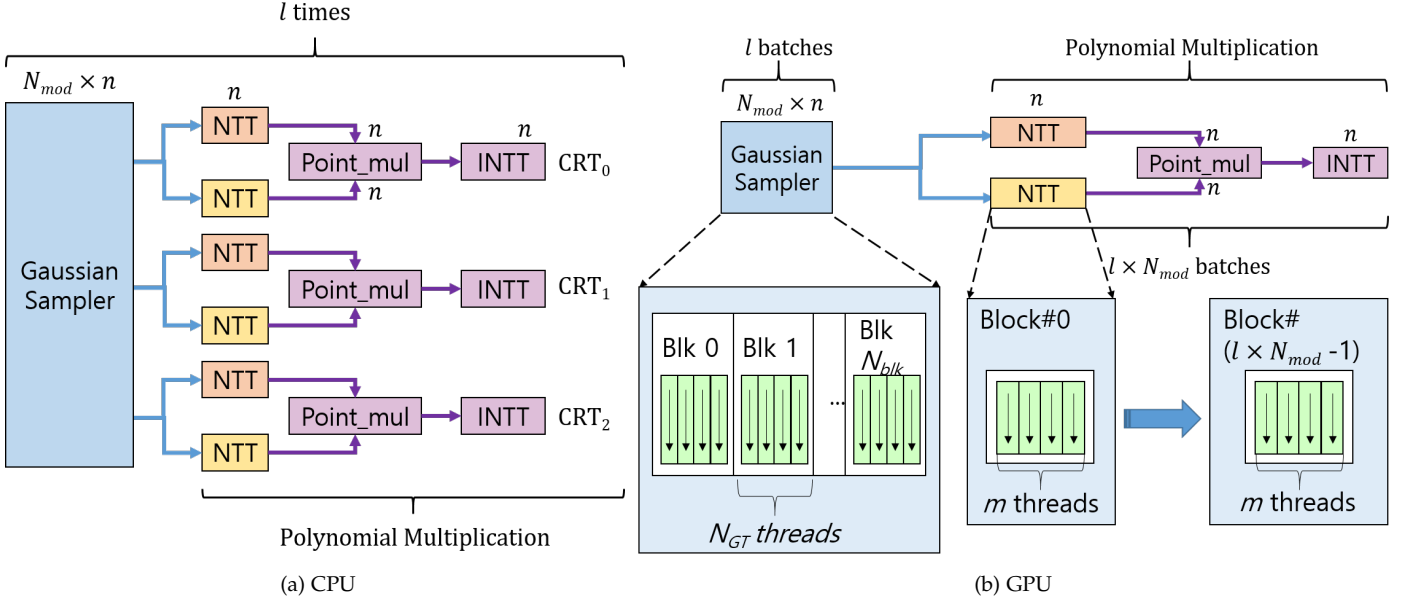 l times
N_mod × n
Gaussian
Sampler
n
NTT
NTT
n
Point_mul
n
n
INTT
CRT_0
NTT
NTT
Point_mul
INTT
CRT_1
NTT
NTT
Point_mul
INTT
CRT_2
Polynomial Multiplication
(a) CPU
l batches
N_mod × n
Gaussian
Sampler
Polynomial Multiplication
n
NTT
NTT
n
Point_mul
n
n
INTT
l × N_mod batches
Blk 0
Blk 1
...
Blk
N_blk
N_GT threads
Block#0
m threads
Block#
(l × N_mod -1)
m threads
(b) GPU